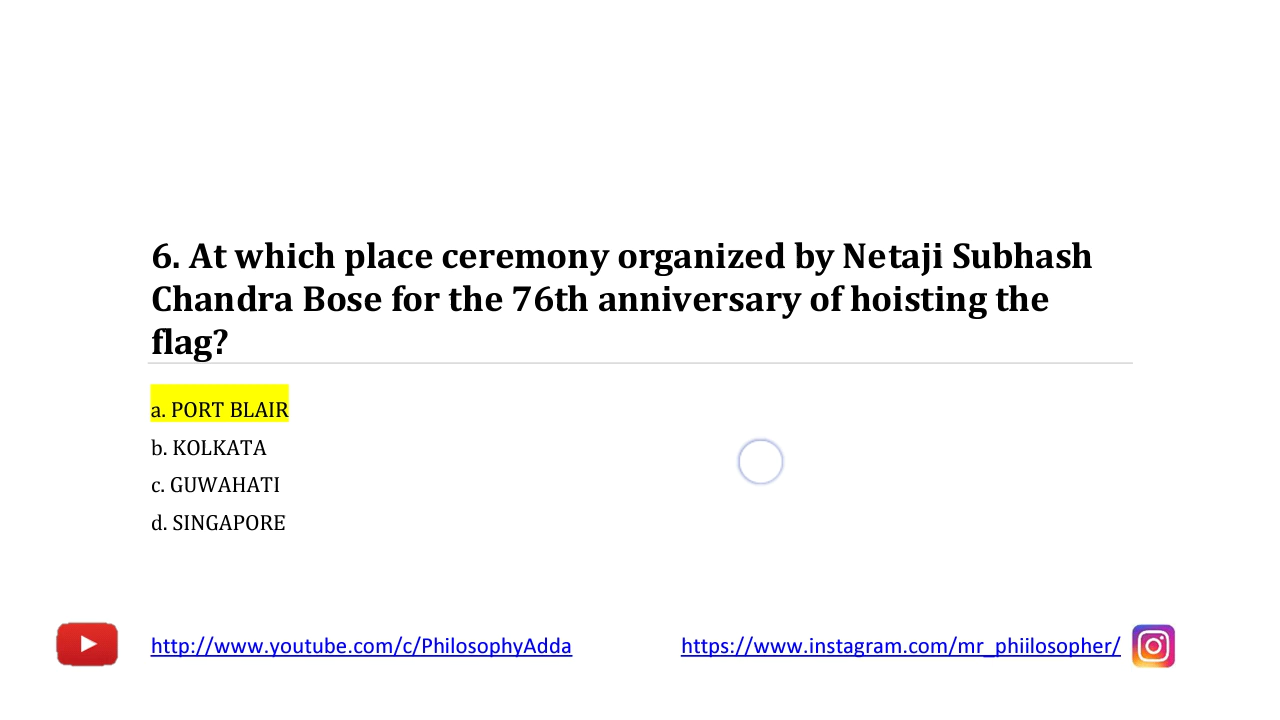 6. At which place ceremony organized by Netaji Subhash
Chandra Bose for the 76th anniversary of hoisting the
flag?
a. PORT BLAIR
b. KOLKATA
c. GUWAHATI
d. SINGAPORE
http://www.youtube.com/c/PhilosophyAdda
https://www.instagram.com/mr_phiilosopher/